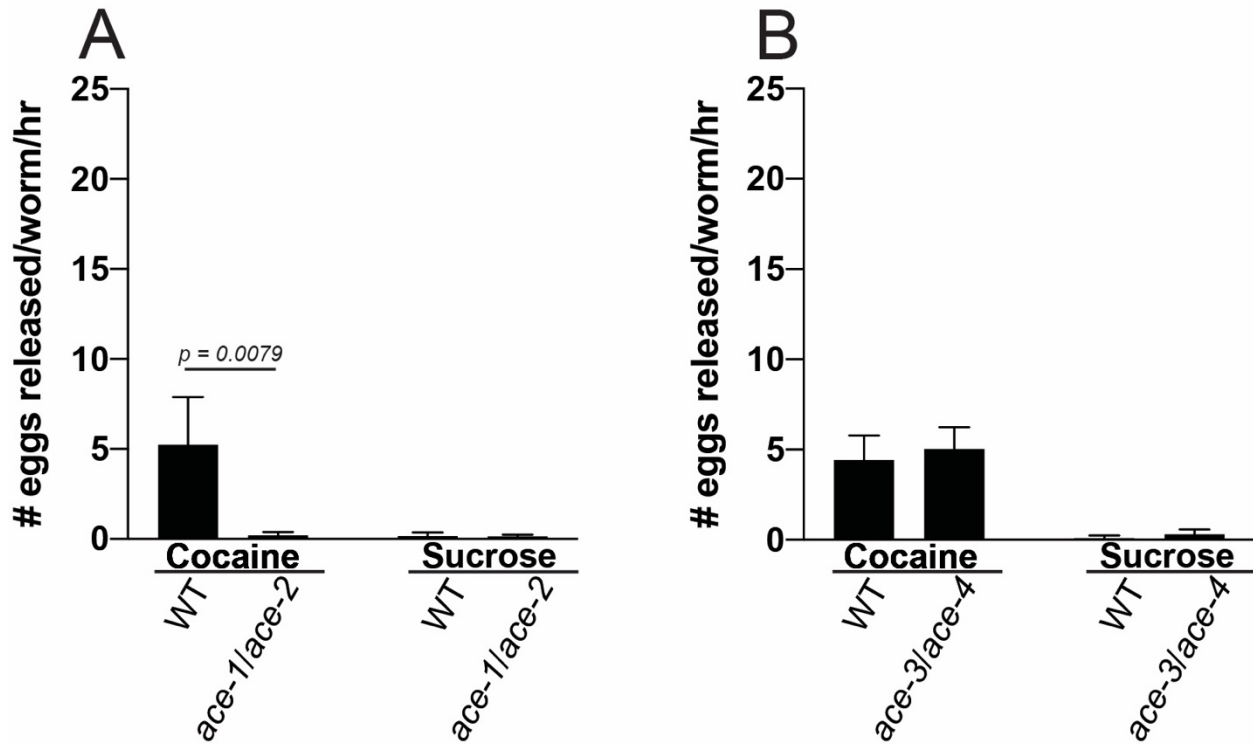 A
# eggs released/worm/hr
25
20
15
10
5
0
p = 0.0079
Cocaine
Sucrose
WT
ace-1/ace-2
WT
ace-1/ace-2
B
# eggs released/worm/hr
25
20
15
10
5
0
Cocaine
Sucrose
WT
ace-3/ace-4
WT
ace-3/ace-4